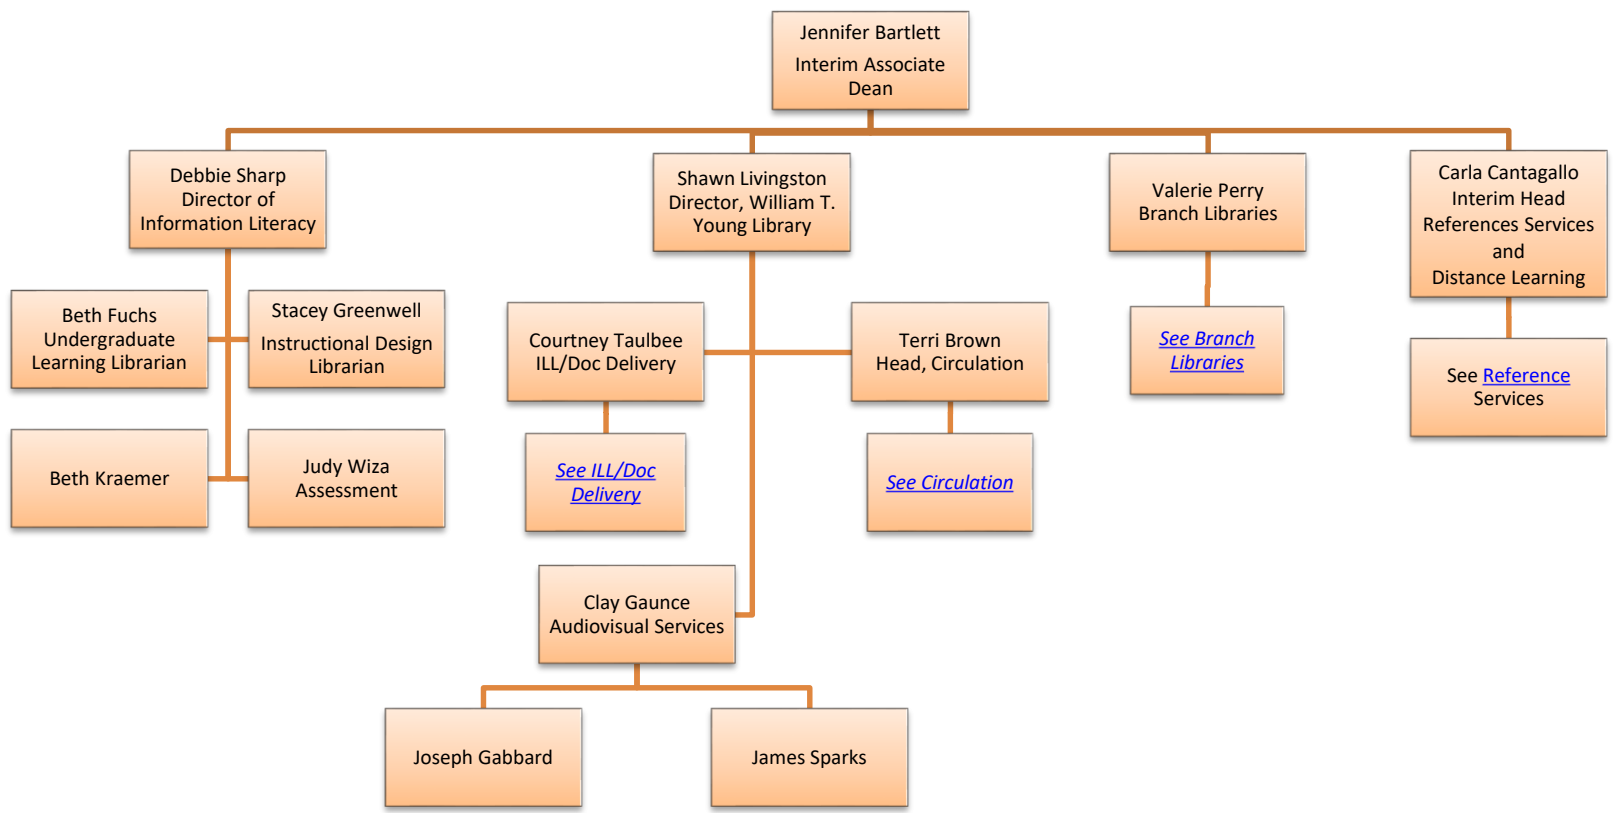 Jennifer Bartlett
Interim Associate
Dean
Debbie Sharp
Director of
Information Literacy
Shawn Livingston
Director, William T.
Young Library
Valerie Perry
Branch Libraries
Carla Cantagallo
Interim Head
References Services
and
Distance Learning
Beth Fuchs
Undergraduate
Learning Librarian
Stacey Greenwell
Instructional Design
Librarian
Courtney Taulbee
ILL/Doc Delivery
Terri Brown
Head, Circulation
See Branch
Libraries
See Reference
Services
Beth Kraemer
Judy Wiza
Assessment
See ILL/Doc
Delivery
See Circulation
Clay Gaunce
Audiovisual Services
Joseph Gabbard
James Sparks